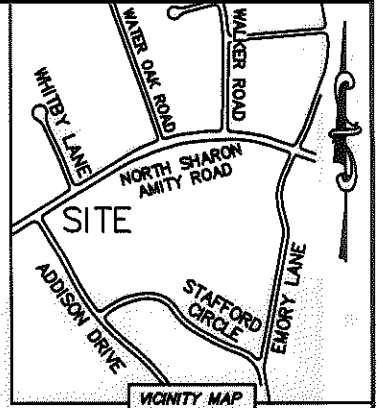 WATER OAK ROAD
WALKER ROAD
WHITBY LANE
NORTH SHARON
AMITY ROAD
SITE
ADDISON DRIVE
STAFFORD
CIRCLE
EMORY LANE
VICINITY MAP